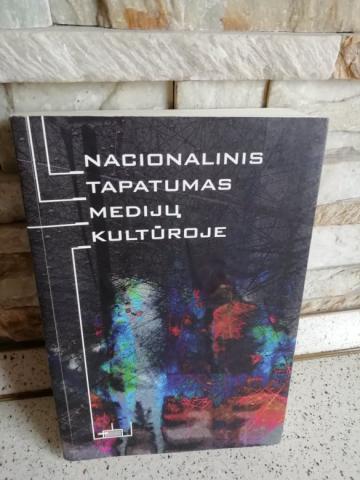 NACIONALINIS
TAPATUMAS
MEDIJŲ
KULTŪROJE